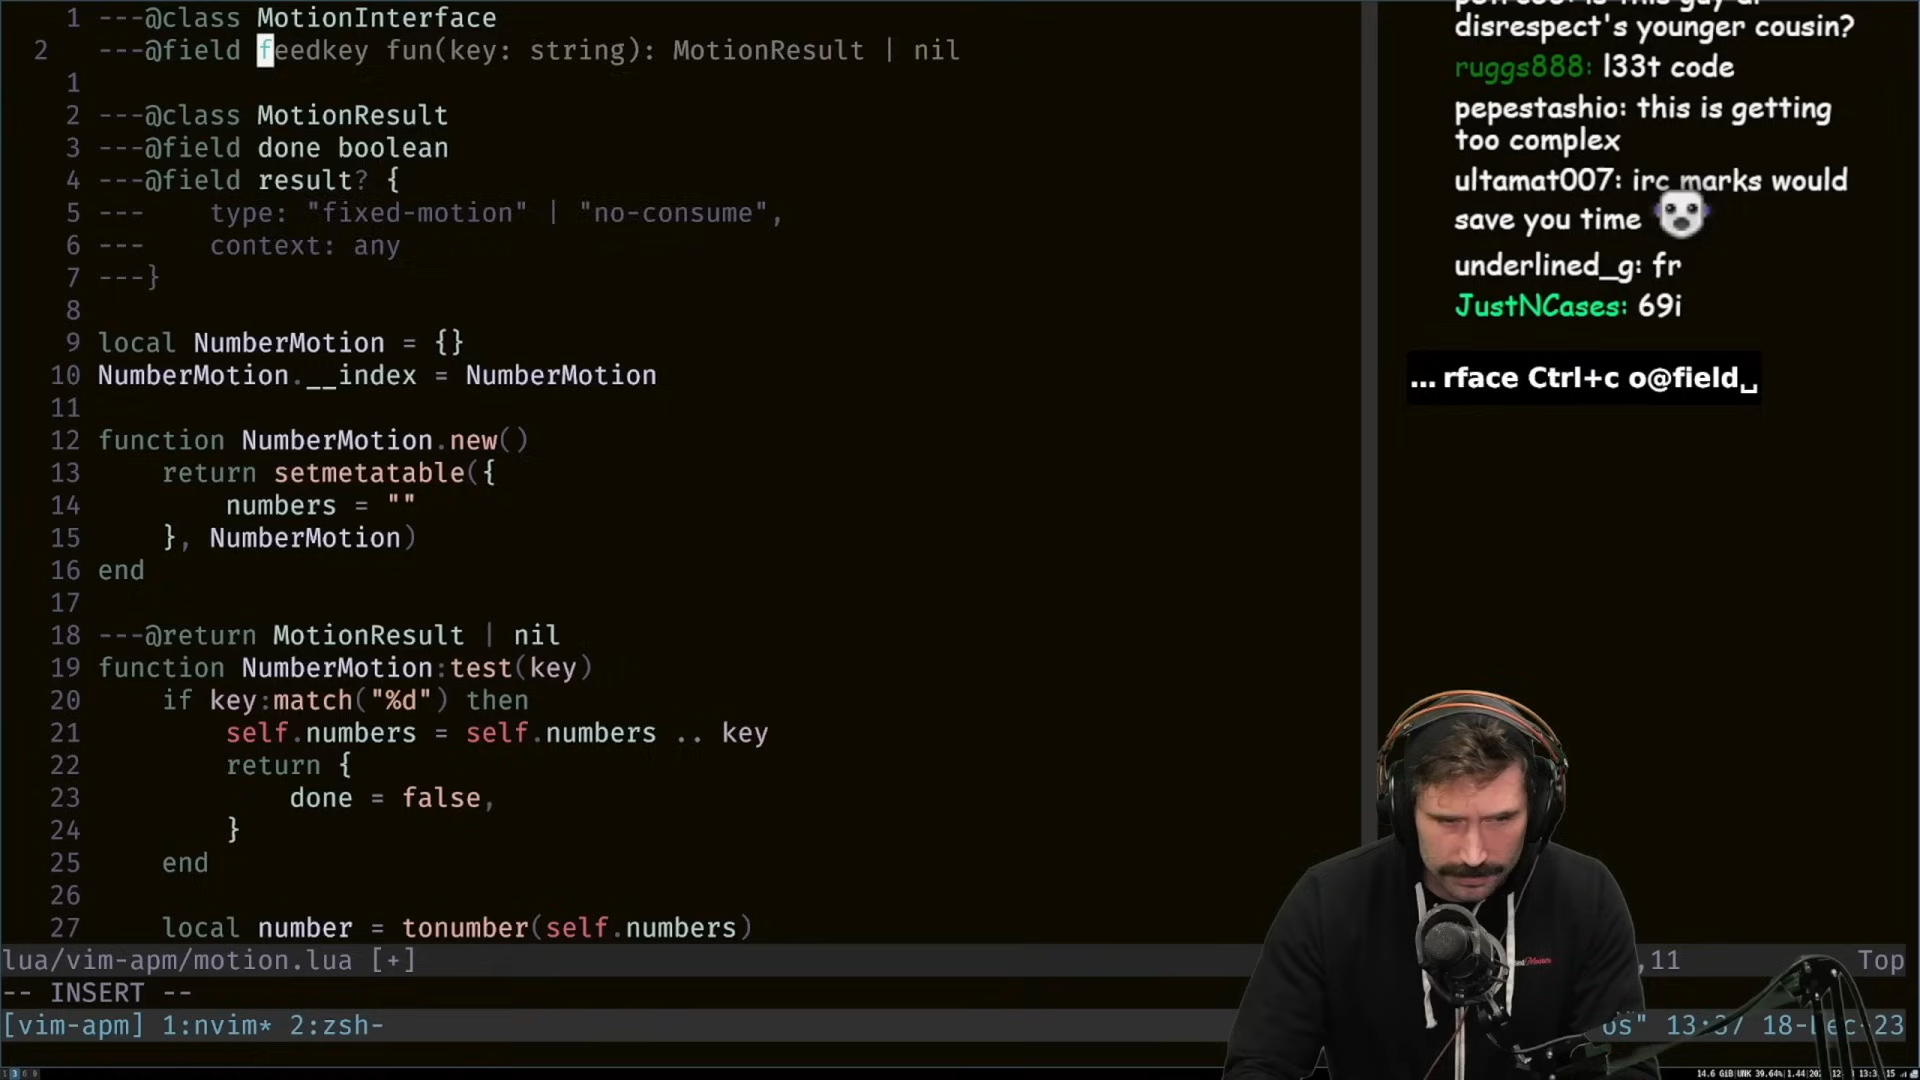 1 ---@class MotionInterface
2 ---@field feedkey fun(key: string): MotionResult | nil
1
2 ---@class MotionResult
3 ---@field done boolean
4 ---@field result? {
5 ---    type: "fixed-motion" | "no-consume",
6 ---    context: any
7 ---}
8
9 local NumberMotion = {}
10 NumberMotion.__index = NumberMotion
11
12 function NumberMotion.new()
13     return setmetatable({
14         numbers = ""
15     }, NumberMotion)
16 end
17
18 ---@return MotionResult | nil
19 function NumberMotion:test(key)
20     if key:match("%d") then
21         self.numbers = self.numbers .. key
22         return {
23             done = false,
24         }
25     end
26
27     local number = tonumber(self.numbers)
lua/vim-apm/motion.lua [+]
,11 Top
-- INSERT --
[vim-apm] 1:nvim* 2:zsh-
13:37 18-Dec-23
disrespect's younger cousin?
ruggs888: l33t code
pepestashio: this is getting
too complex
ultamat007: irc marks would
save you time
underlined_g: fr
JustNCases: 69i
... rface Ctrl+c o@field␣